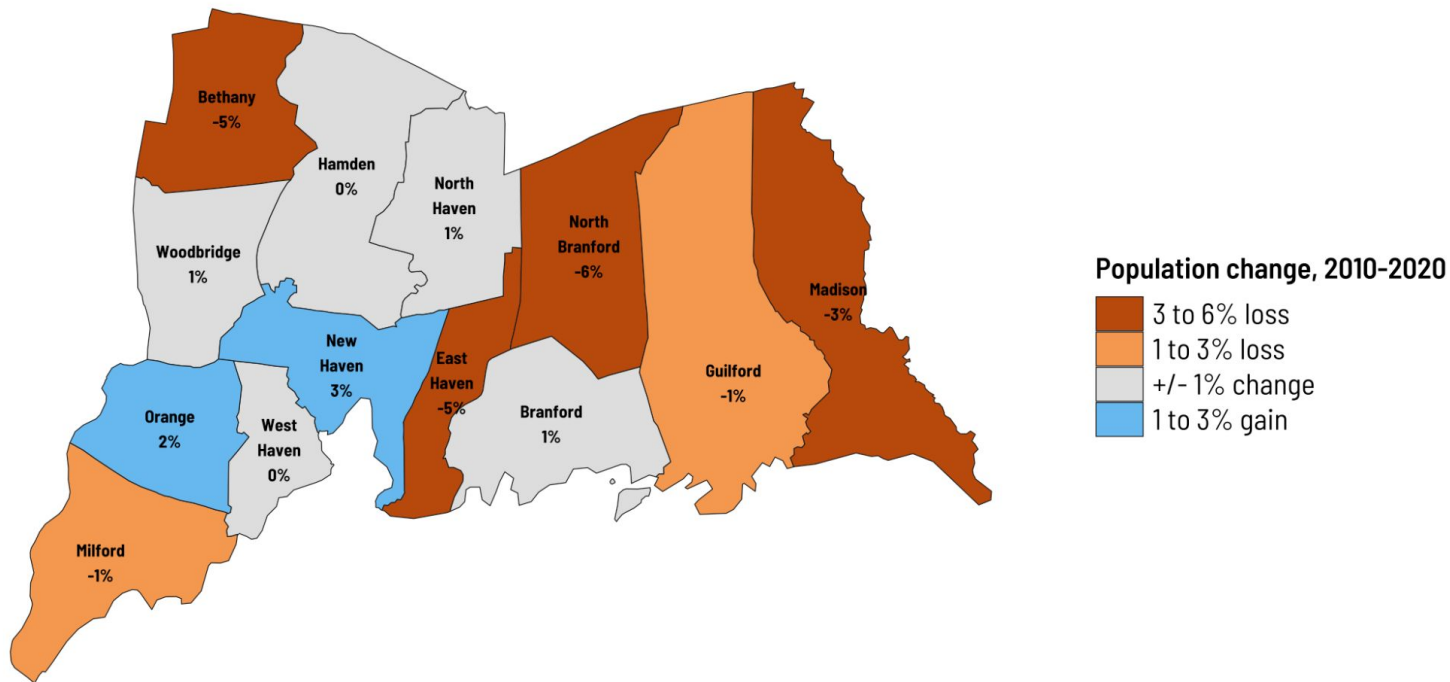 Bethany
-5%
Hamden
0%
North
Haven
1%
Woodbridge
1%
North
Branford
-6%
Madison
-3%
New
Haven
3%
East
Haven
-5%
Guilford
-1%
Orange
2%
West
Haven
0%
Branford
1%
Milford
-1%
Population change, 2010-2020
3 to 6% loss
1 to 3% loss
+/- 1% change
1 to 3% gain